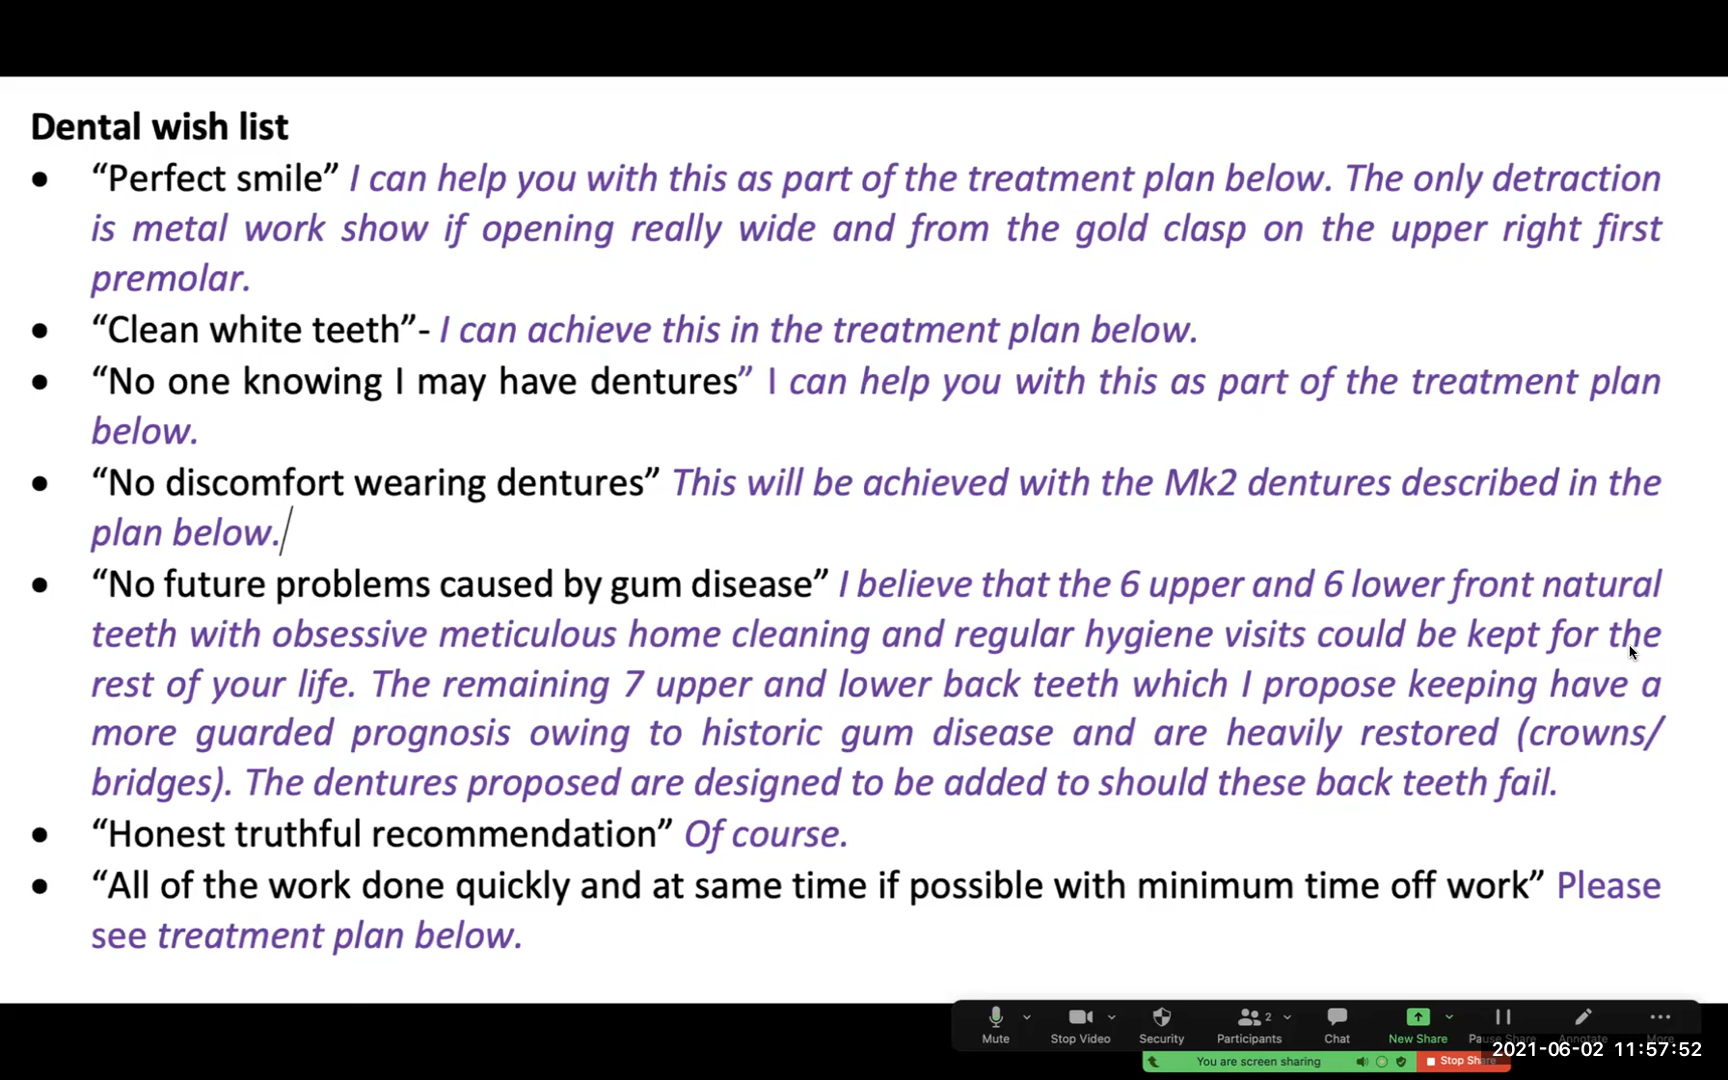 Dental wish list
• “Perfect smile” I can help you with this as part of the treatment plan below. The only detraction
is metal work show if opening really wide and from the gold clasp on the upper right first
premolar.
• “Clean white teeth”- I can achieve this in the treatment plan below.
• “No one knowing I may have dentures” I can help you with this as part of the treatment plan
below.
• “No discomfort wearing dentures” This will be achieved with the Mk2 dentures described in the
plan below./
• “No future problems caused by gum disease” I believe that the 6 upper and 6 lower front natural
teeth with obsessive meticulous home cleaning and regular hygiene visits could be kept for the
rest of your life. The remaining 7 upper and lower back teeth which I propose keeping have a
more guarded prognosis owing to historic gum disease and are heavily restored (crowns/
bridges). The dentures proposed are designed to be added to should these back teeth fail.
• “Honest truthful recommendation” Of course.
• “All of the work done quickly and at same time if possible with minimum time off work” Please
see treatment plan below.
2
Mute Stop Video Security Participants Chat New Share Pause Share Annotate More
2021-06-02 11:57:52
You are screen sharing Stop Share